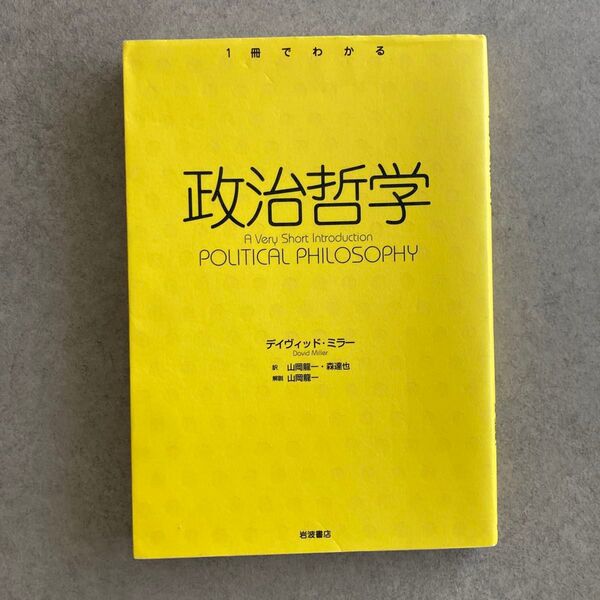 1冊でわかる
政治哲学
A Very Short Introduction
POLITICAL PHILOSOPHY
デイヴィッド・ミラー
David Miller
訳 山岡龍一・森達也
解説 山岡龍一
岩波書店